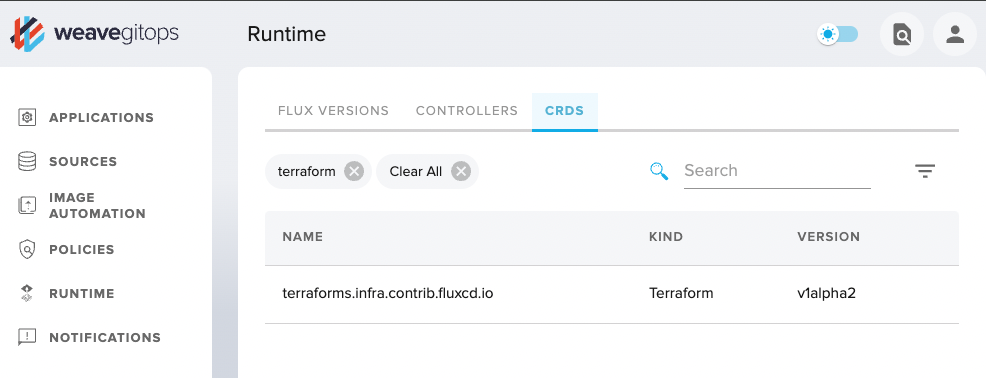 weavegitops
Runtime
APPLICATIONS
SOURCES
IMAGE
AUTOMATION
POLICIES
RUNTIME
NOTIFICATIONS
FLUX VERSIONS CONTROLLERS CRDS
terraform Clear All Search
NAME KIND VERSION
terraforms.infra.contrib.fluxcd.io Terraform v1alpha2